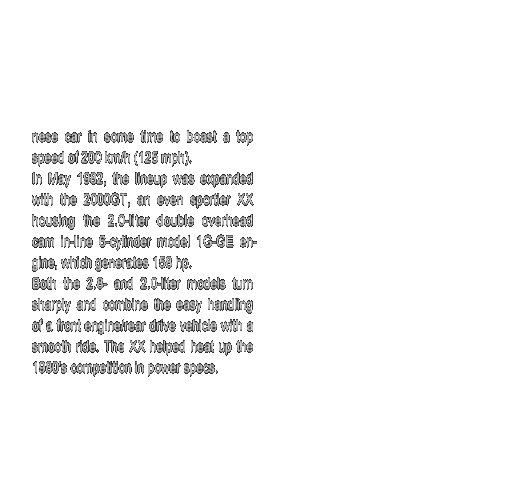 nese car in some time to boast a top
speed of 200 km/h (125 mph).
In May 1982, the lineup was expanded
with the 2000GT, an even sportier XX
housing the 2.0-liter double overhead
cam in-line 6-cylinder model 1G-GE en-
gine, which generates 158 hp.
Both the 2.8- and 2.0-liter models turn
sharply and combine the easy handling
of a front engine/rear drive vehicle with a
smooth ride. The XX helped heat up the
1980's competition in power specs.